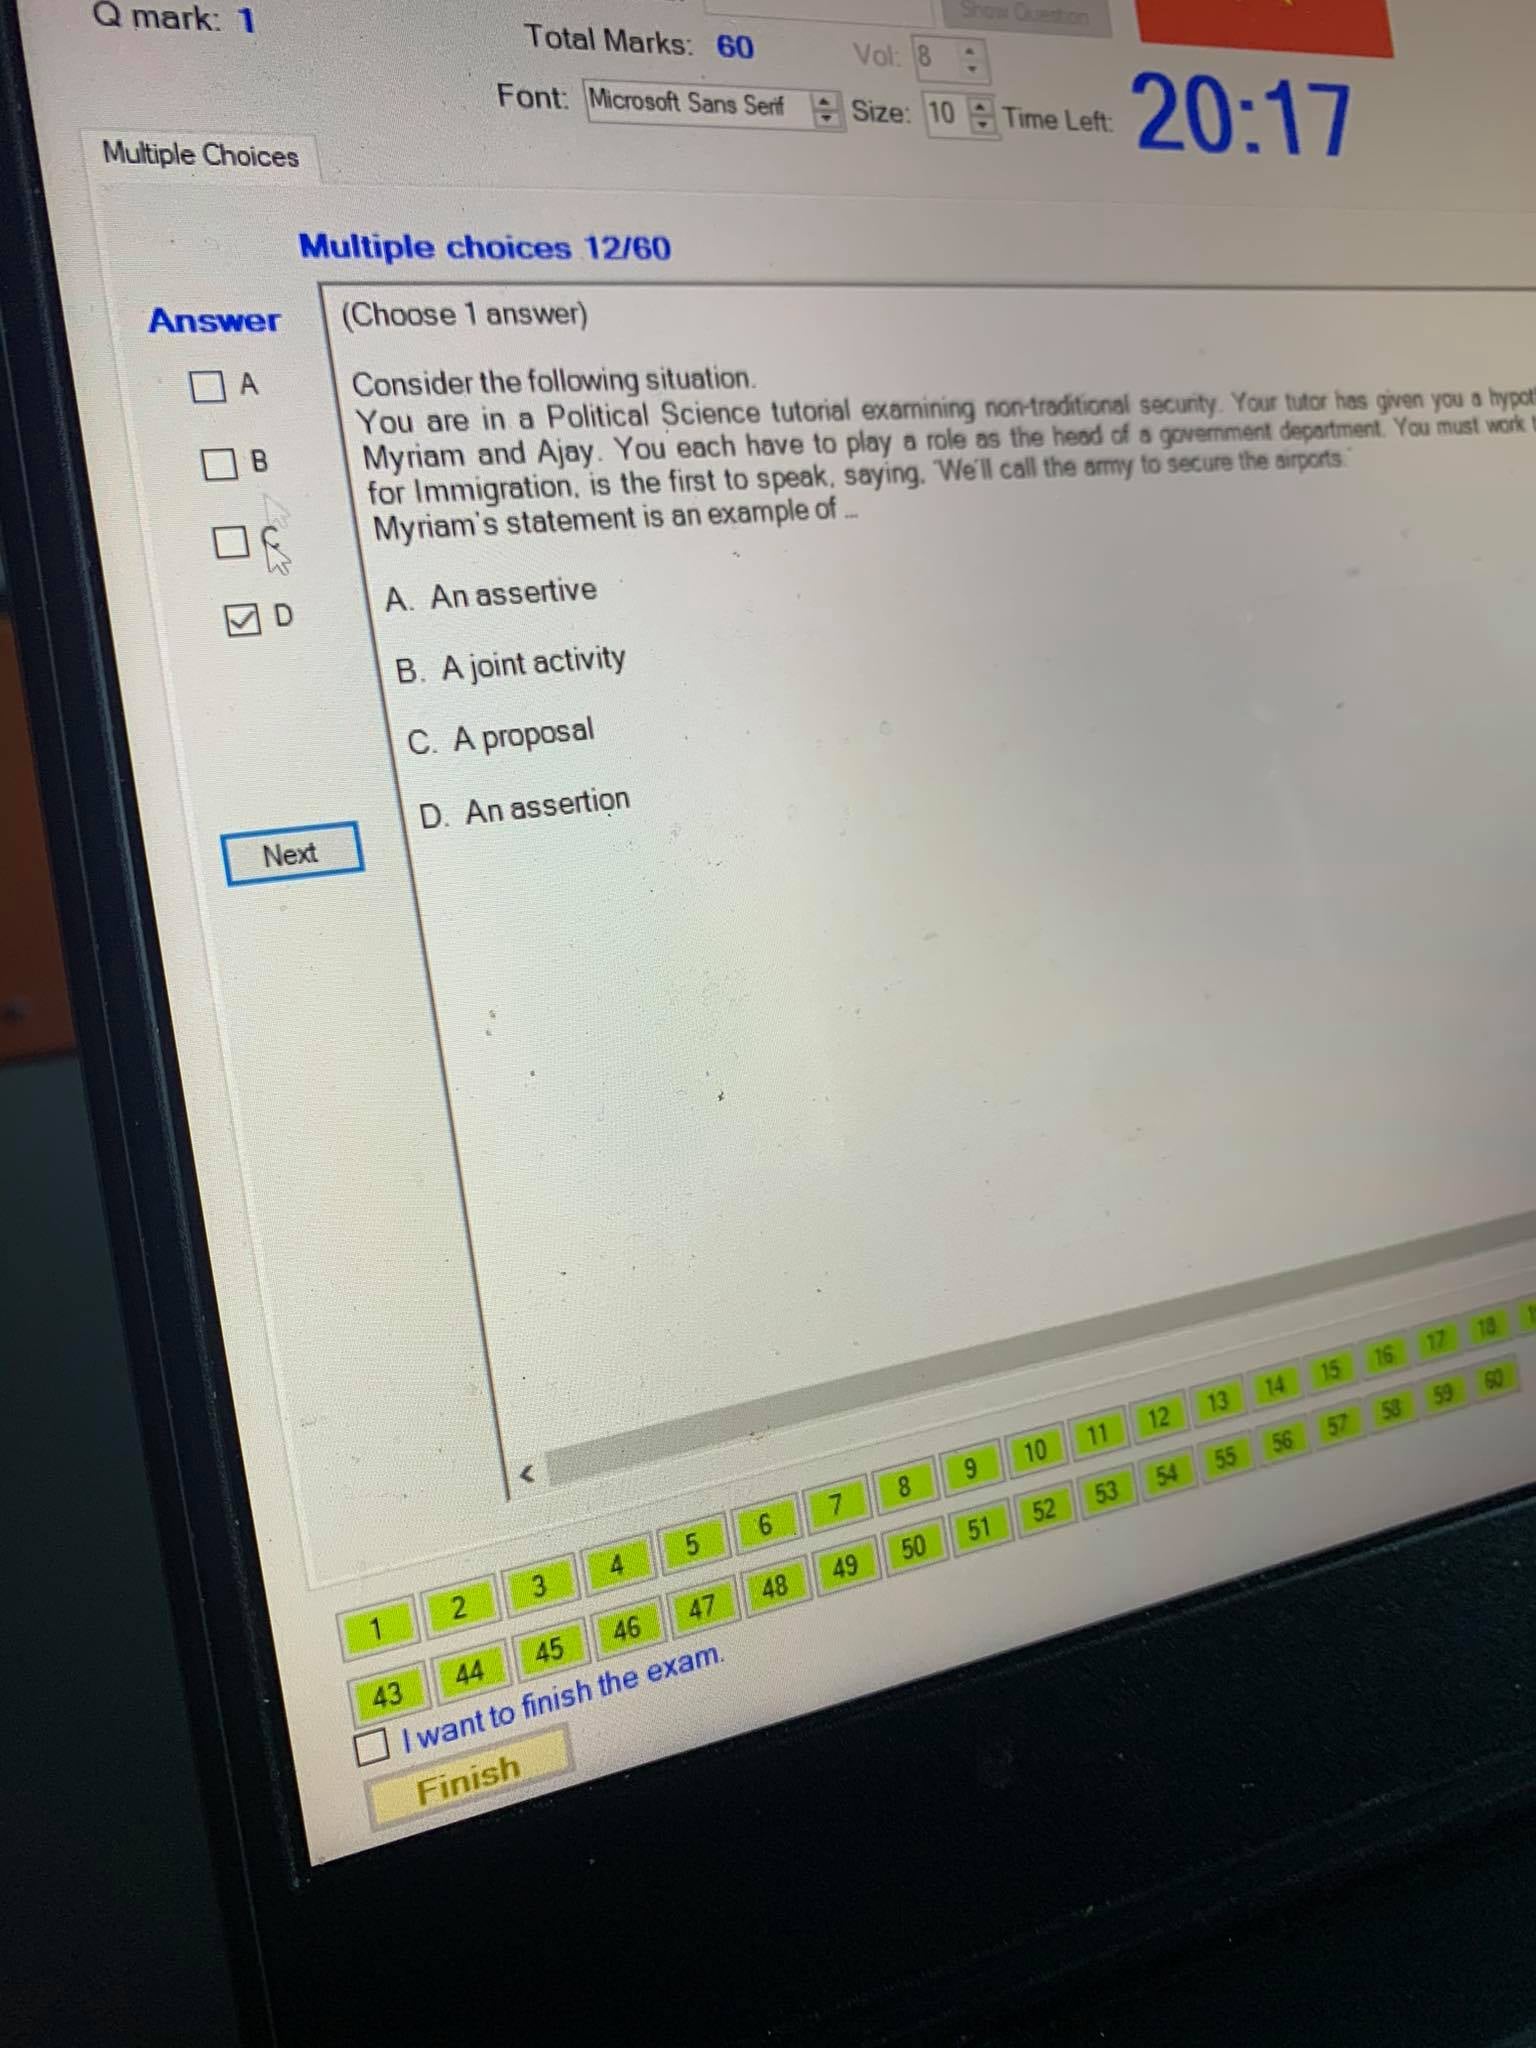 Q mark: 1
Show Question
Total Marks: 60
Vol: 8
Font: Microsoft Sans Serif Size: 10 Time Left: 20:17
Multiple Choices
Multiple choices 12/60
Answer
A
B
C
D
Next
(Choose 1 answer)
Consider the following situation.
You are in a Political Science tutorial examining non-traditional security. Your tutor has given you a
Myriam and Ajay. You each have to play a role as the head of a government department. You must work
for Immigration, is the first to speak, saying, 'We'll call the army to secure the airports.'
Myriam's statement is an example of ...
A. An assertive
B. A joint activity
C. A proposal
D. An assertion
1 2 3 4 5 6 7 8 9 10 11 12 13 14 15 16 17 18
43 44 45 46 47 48 49 50 51 52 53 54 55 56 57 58 59 60
I want to finish the exam.
Finish